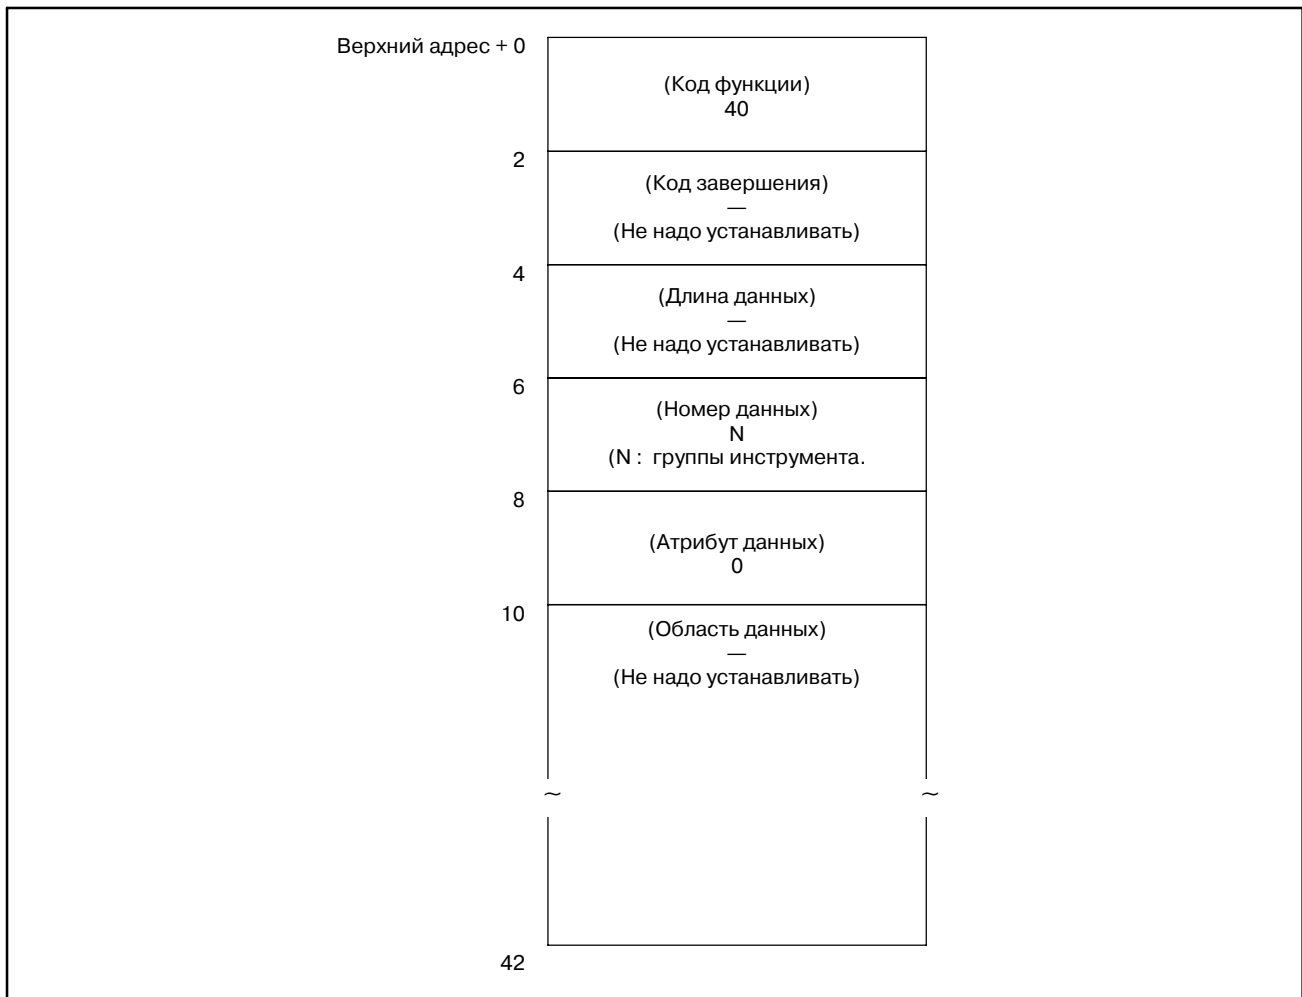 Верхний адрес + 0
(Код функции)
40
2
(Код завершения)
—
(Не надо устанавливать)
4
(Длина данных)
—
(Не надо устанавливать)
6
(Номер данных)
N
(N : группы инструмента.
8
(Атрибут данных)
0
10
(Область данных)
—
(Не надо устанавливать)
~ ~
42